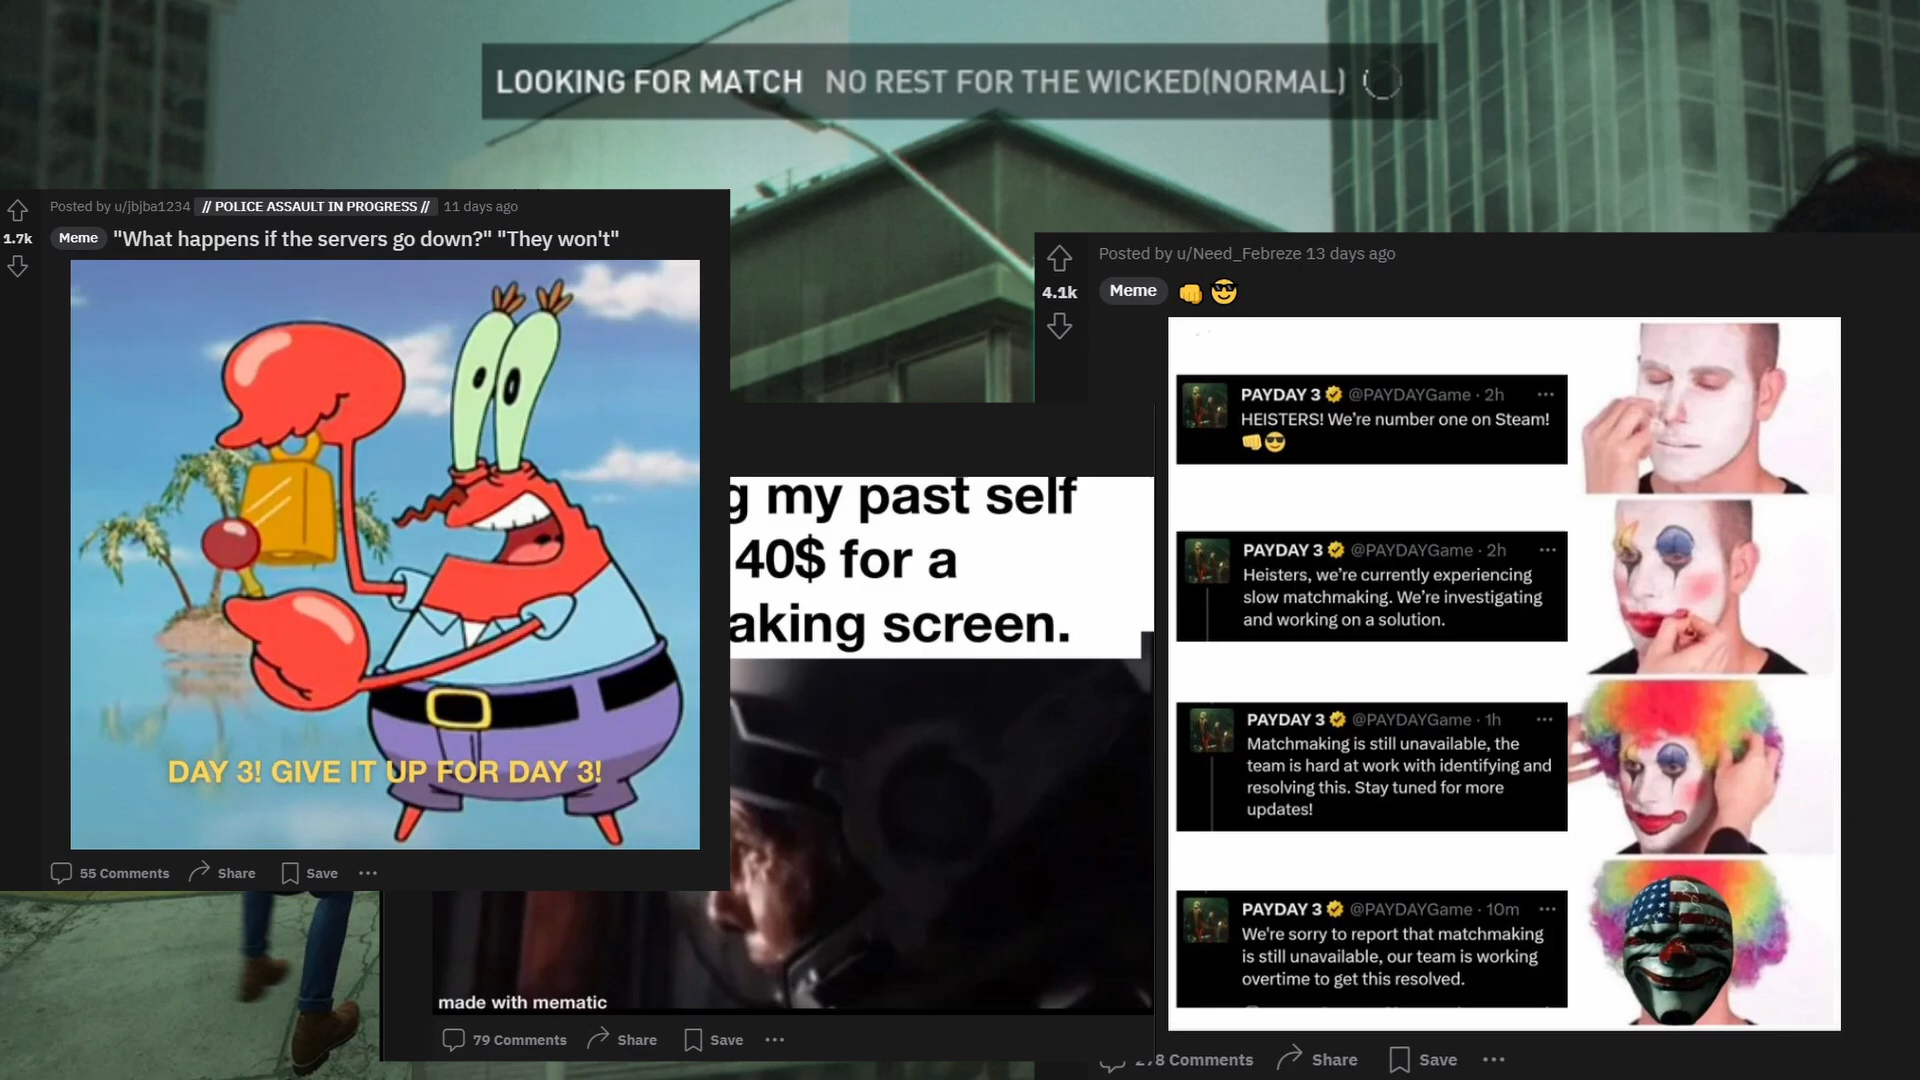 LOOKING FOR MATCH NO REST FOR THE WICKED(NORMAL)
Posted by u/jbjba1234 // POLICE ASSAULT IN PROGRESS // 11 days ago
1.7k
Meme "What happens if the servers go down?" "They won't"
DAY 3! GIVE IT UP FOR DAY 3!
55 Comments Share Save
my past self
40$ for a
aking screen.
made with mematic
79 Comments Share Save
Posted by u/Need_Febreze 13 days ago
4.1k
Meme 👊 😎
PAYDAY 3 @PAYDAYGame · 2h
HEISTERS! We're number one on Steam!
👊😎
PAYDAY 3 @PAYDAYGame · 2h
Heisters, we're currently experiencing
slow matchmaking. We're investigating
and working on a solution.
PAYDAY 3 @PAYDAYGame · 1h
Matchmaking is still unavailable, the
team is hard at work with identifying and
resolving this. Stay tuned for more
updates!
PAYDAY 3 @PAYDAYGame · 10m
We're sorry to report that matchmaking
is still unavailable, our team is working
overtime to get this resolved.
Comments Share Save